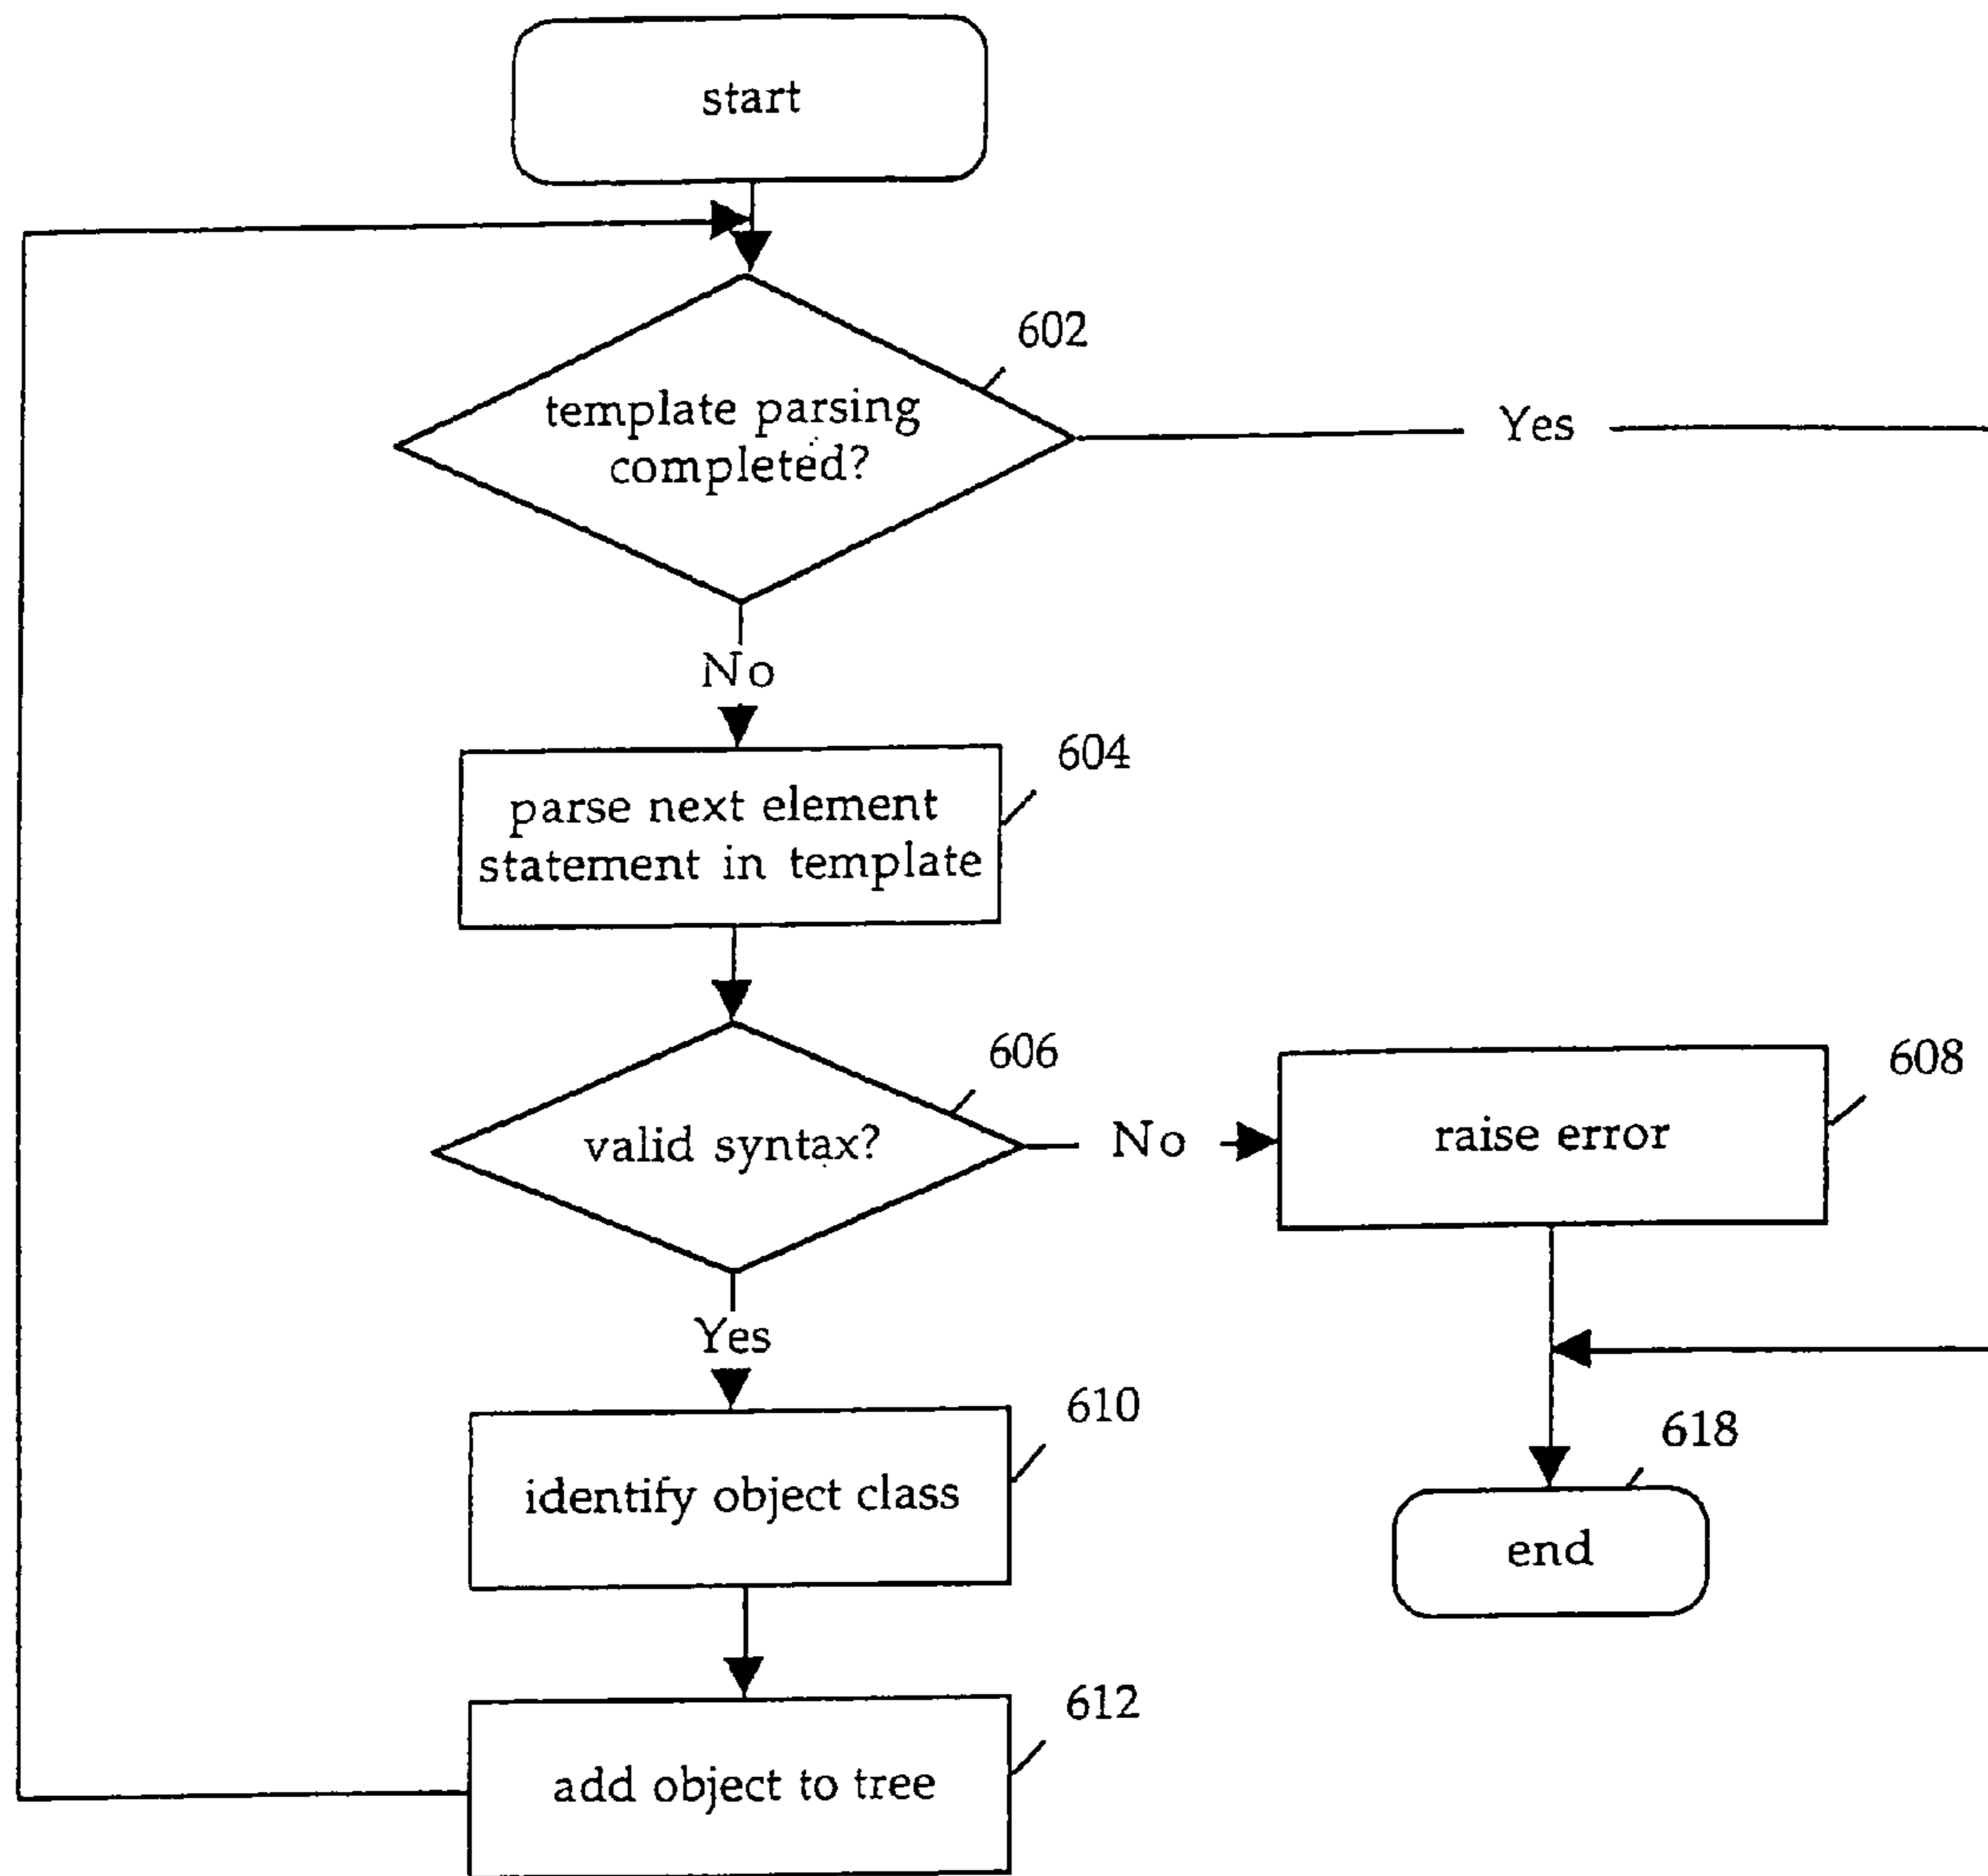 start
602
template parsing
completed?
Yes
No
604
parse next element
statement in template
606
valid syntax?
No
608
raise error
Yes
610
identify object class
618
end
612
add object to tree